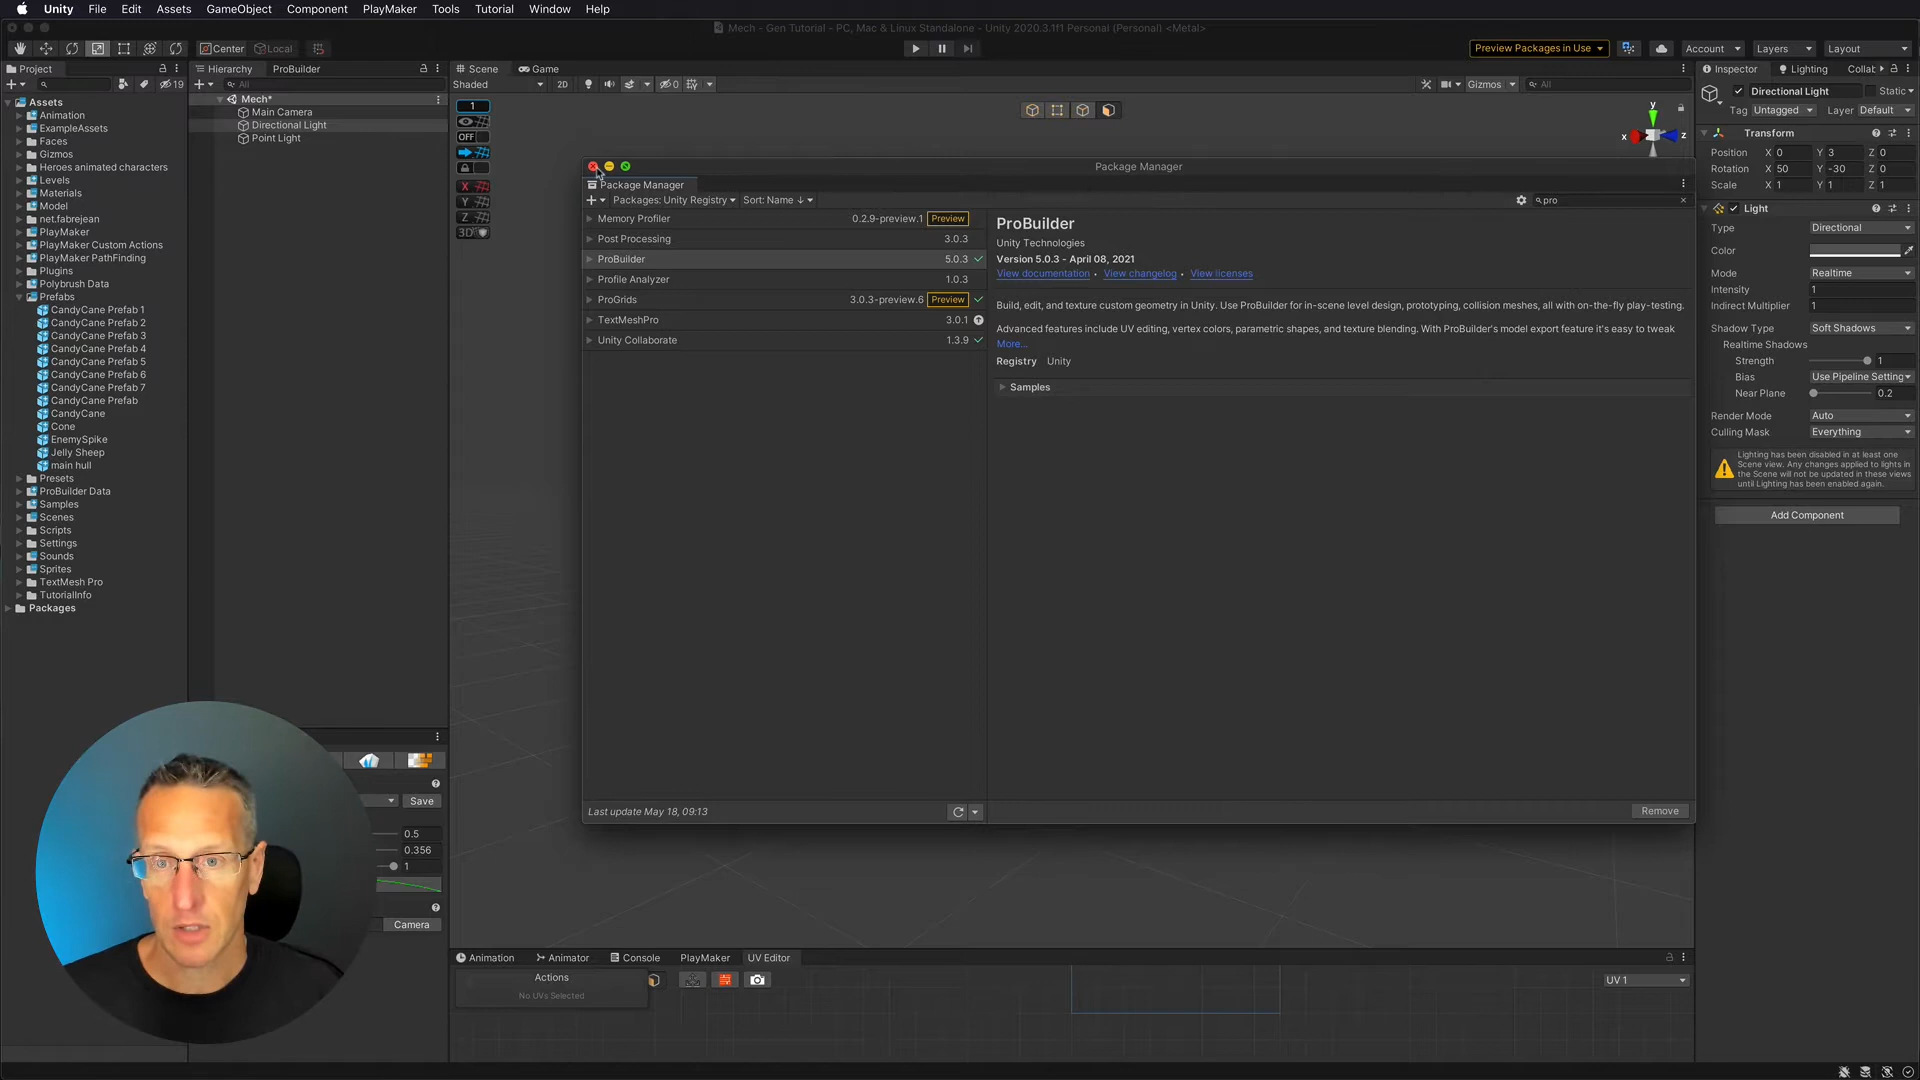 Unity File Edit Assets GameObject Component PlayMaker Tools Tutorial Window Help
Mech - Gen Tutorial - PC, Mac & Linux Standalone - Unity 2020.3.1f1 Personal (Personal) <Metal>
Center Local Preview Packages in Use Account Layers Layout
Project
19
Assets
Animation
ExampleAssets
Faces
Gizmos
Heroes animated characters
Levels
Materials
Model
net.fabrejean
PlayMaker
PlayMaker Custom Actions
PlayMaker PathFinding
Plugins
Polybrush Data
Prefabs
CandyCane Prefab 1
CandyCane Prefab 2
CandyCane Prefab 3
CandyCane Prefab 4
CandyCane Prefab 5
CandyCane Prefab 6
CandyCane Prefab 7
CandyCane Prefab
CandyCane
Cone
EnemySpike
Jelly Sheep
main hull
Presets
ProBuilder Data
Samples
Scenes
Scripts
Settings
Sounds
Sprites
TextMesh Pro
TutorialInfo
Packages
Hierarchy ProBuilder
All
Mech*
Main Camera
Directional Light
Point Light
Save
0.5
0.356
1
Camera
Scene Game
Shaded 2D 0 Gizmos All
1
OFF
X
Y
Z
3D
y
x z
Package Manager
Package Manager
Packages: Unity Registry Sort: Name ↓ pro
Memory Profiler 0.2.9-preview.1 Preview
Post Processing 3.0.3
ProBuilder 5.0.3
Profile Analyzer 1.0.3
ProGrids 3.0.3-preview.6 Preview
TextMeshPro 3.0.1
Unity Collaborate 1.3.9
Last update May 18, 09:13
ProBuilder
Unity Technologies
Version 5.0.3 - April 08, 2021
View documentation • View changelog • View licenses
Build, edit, and texture custom geometry in Unity. Use ProBuilder for in-scene level design, prototyping, collision meshes, all with on-the-fly play-testing.
Advanced features include UV editing, vertex colors, parametric shapes, and texture blending. With ProBuilder's model export feature it's easy to tweak
More...
Registry Unity
Samples
Remove
Animation Animator Console PlayMaker UV Editor
Actions
No UVs Selected
UV 1
Inspector Lighting Collab
Directional Light Static
Tag Untagged Layer Default
Transform
Position X 0 Y 3 Z 0
Rotation X 50 Y -30 Z 0
Scale X 1 Y 1 Z 1
Light
Type Directional
Color
Mode Realtime
Intensity 1
Indirect Multiplier 1
Shadow Type Soft Shadows
Realtime Shadows
Strength 1
Bias Use Pipeline Setting
Near Plane 0.2
Render Mode Auto
Culling Mask Everything
Lighting has been disabled in at least one
Scene view. Any changes applied to lights in
the Scene will not be updated in these views
until Lighting has been enabled again.
Add Component